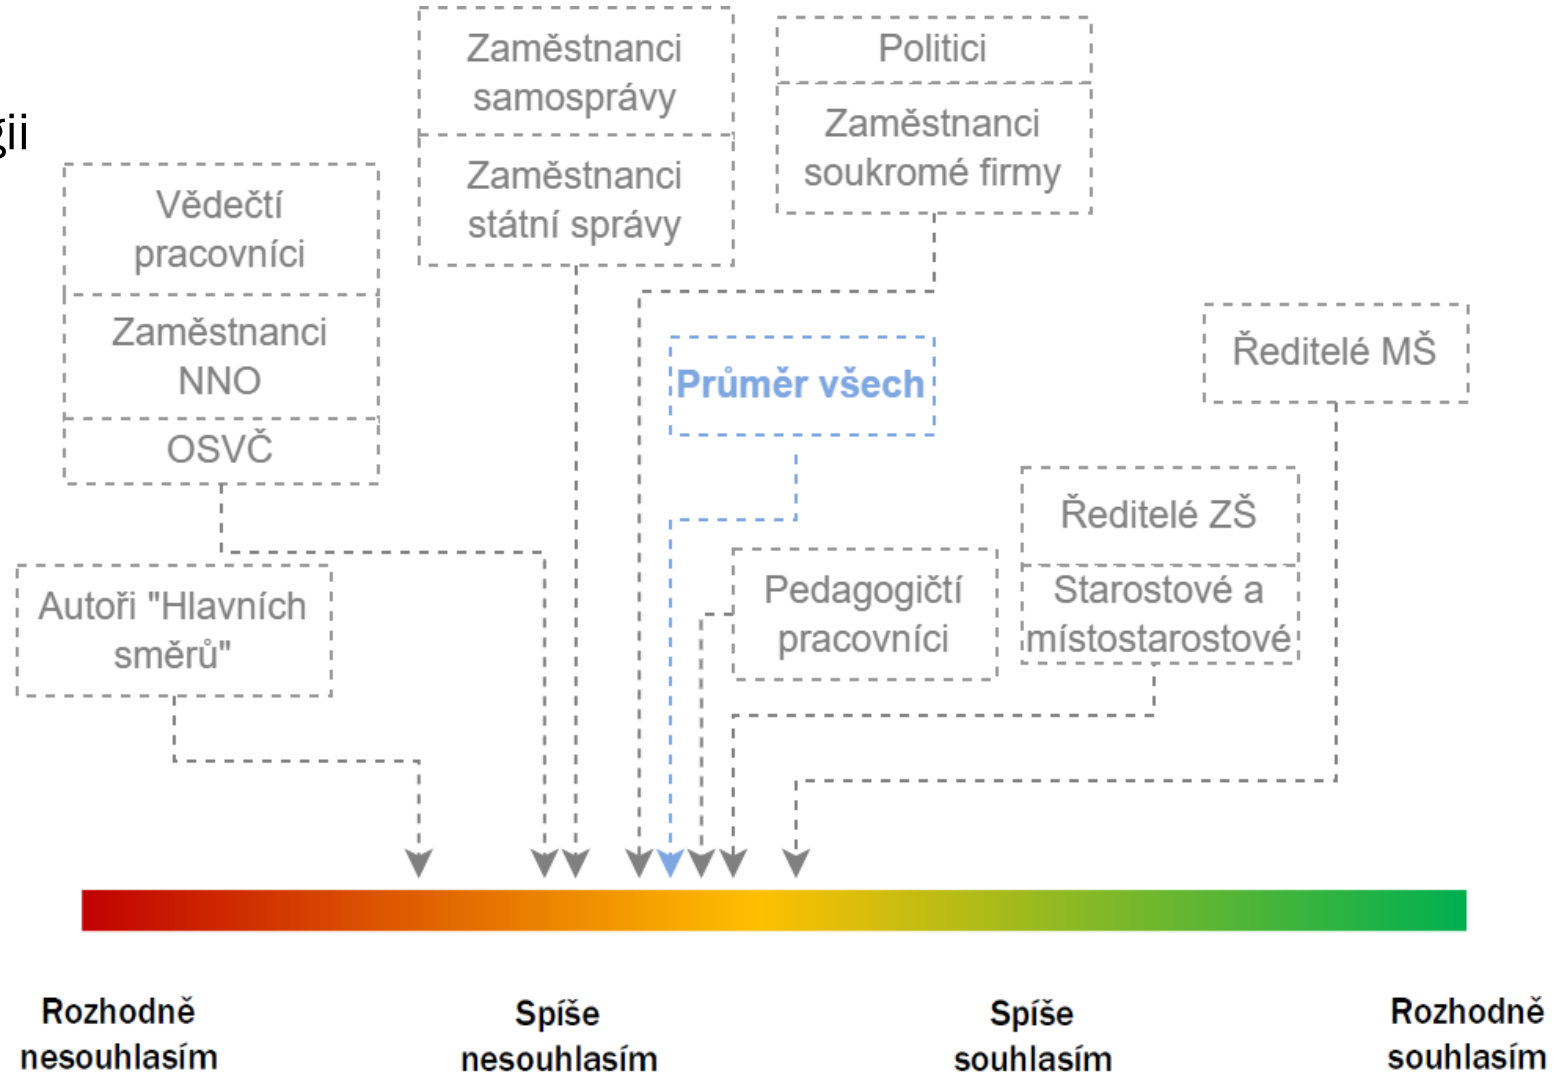 Zaměstnanci
samosprávy
Zaměstnanci
státní správy
Politici
Zaměstnanci
soukromé firmy
gii
Vědečtí
pracovníci
Zaměstnanci
NNO
OSVČ
Průměr všech
Ředitelé MŠ
Autoři "Hlavních
směrů"
Pedagogičtí
pracovníci
Ředitelé ZŠ
Starostové a
místostarostové
Rozhodně
nesouhlasím
Spíše
nesouhlasím
Spíše
souhlasím
Rozhodně
souhlasím